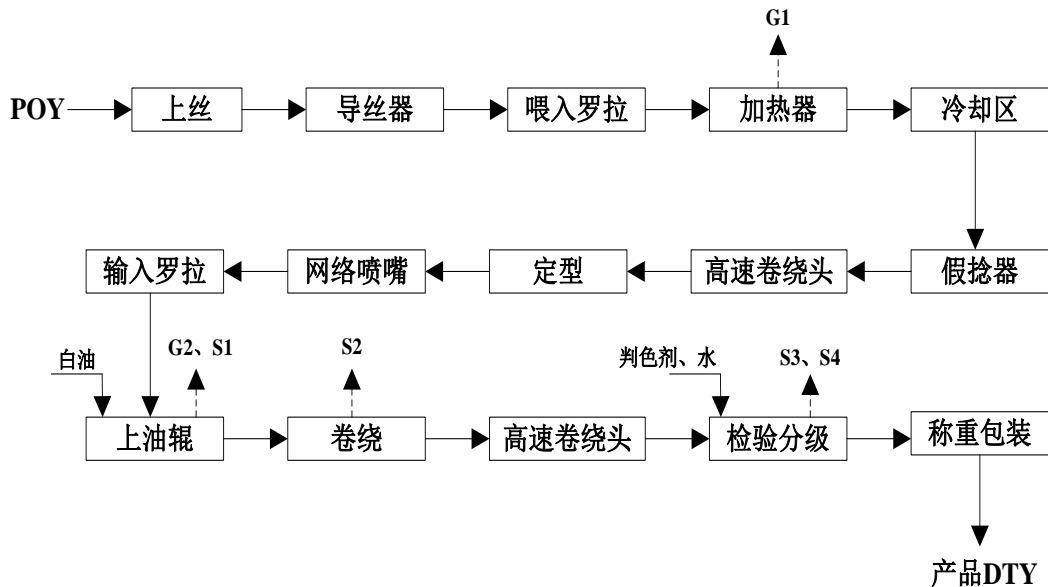 G1
POY
上丝
导丝器
喂入罗拉
加热器
冷却区
输入罗拉
网络喷嘴
定型
高速卷绕头
假捻器
白油
G2、S1
S2
判色剂、水
S3、S4
上油辊
卷绕
高速卷绕头
检验分级
称重包装
产品DTY